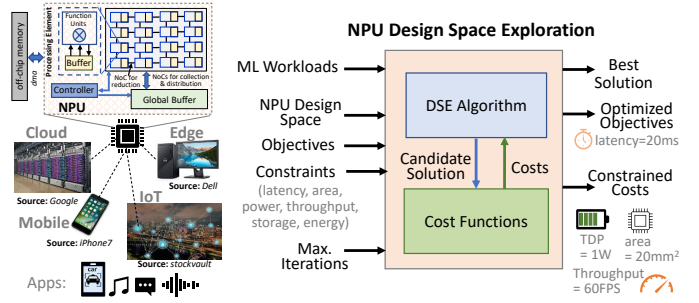 off-chip memory
dma
Processing Element
Function
Units
Buffer
NoC for
reduction
NoCs for collection
& distribution
Controller
Global Buffer
NPU
Cloud
Edge
Source: Google
Source: Dell
IoT
Mobile
Source: iPhone7
Source: stockvault
Apps:
car
NPU Design Space Exploration
ML Workloads
NPU Design
Space
Objectives
Constraints
(latency, area,
power, throughput,
storage, energy)
Max.
Iterations
DSE Algorithm
Candidate
Solution
Costs
Cost Functions
Best
Solution
Optimized
Objectives
latency=20ms
Constrained
Costs
TDP
= 1W
area
= 20mm²
Throughput
= 60FPS